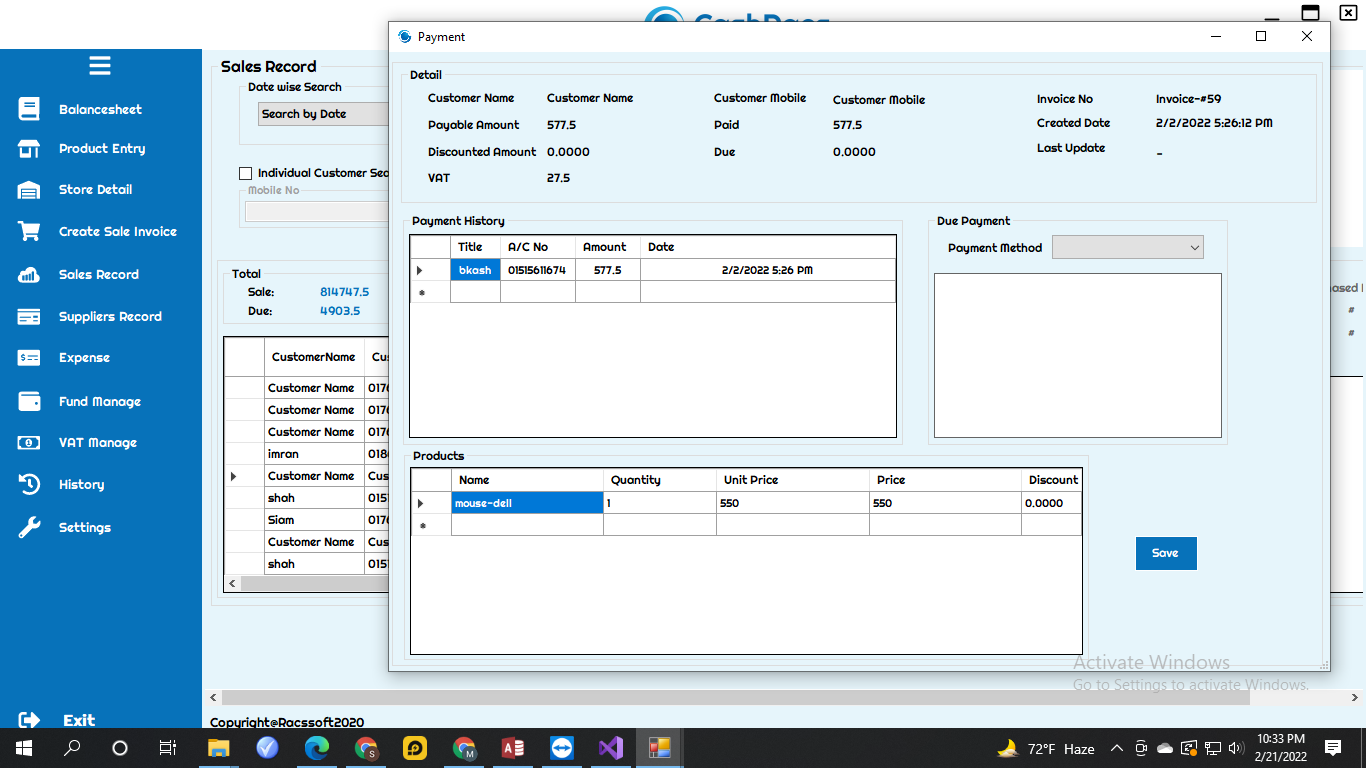 Payment
Sales Record
Date wise Search
Search by Date
Individual Customer Sea
Mobile No
Balancesheet
Product Entry
Store Detail
Create Sale Invoice
Sales Record
Suppliers Record
Expense
Fund Manage
VAT Manage
History
Settings
Exit
Total
Sale: 814747.5
Due: 4903.5
CustomerName Cu
Customer Name 0176
Customer Name 0176
Customer Name 0176
imran 018
Customer Name Cus
shah 0151
Siam 0176
Customer Name Cus
shah 0151
Detail
Customer Name Customer Name Customer Mobile Customer Mobile Invoice No Invoice-#59
Payable Amount 577.5 Paid 577.5 Created Date 2/2/2022 5:26:12 PM
Discounted Amount 0.0000 Due 0.0000 Last Update _
VAT 27.5
Payment History
Title A/C No Amount Date
bkash 01515611674 577.5 2/2/2022 5:26 PM
*
Due Payment
Payment Method
Products
Name Quantity Unit Price Price Discount
mouse-dell 1 550 550 0.0000
*
Save
ased
#
#
Activate Windows
Go to Settings to activate Windows.
Copyright@Racssoft2020
72°F Haze
10:33 PM
2/21/2022